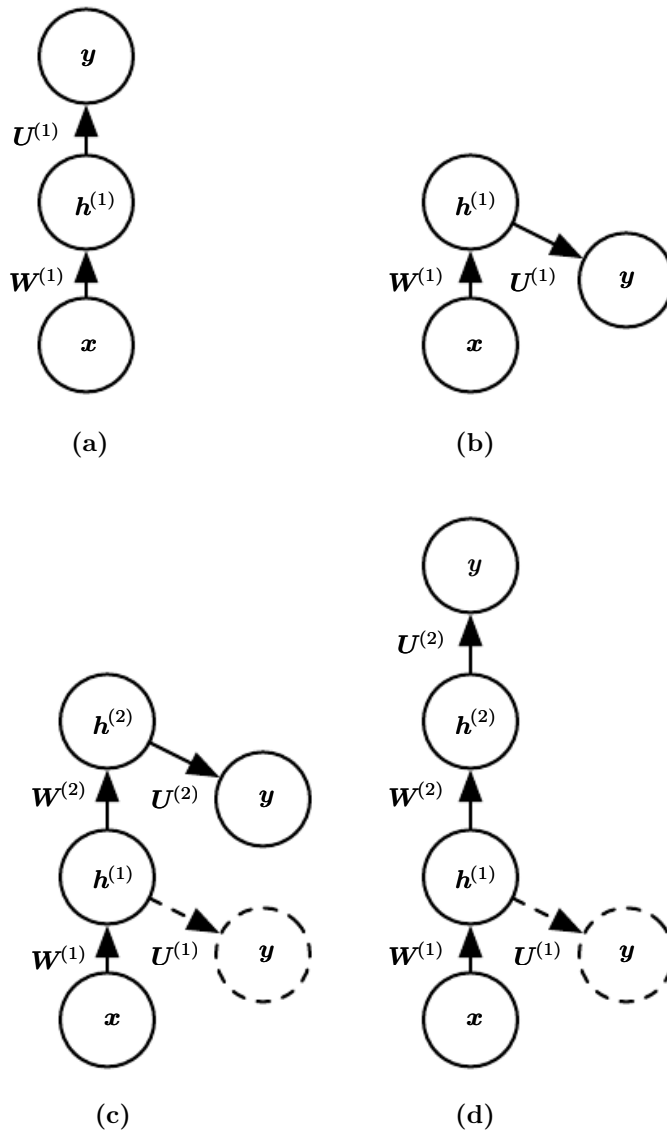 y
U^(1)
h^(1)
W^(1)
x
(a)
h^(1)
W^(1) U^(1) y
x
(b)
h^(2)
W^(2) U^(2) y
h^(1)
W^(1) U^(1) y
x
(c)
y
U^(2)
h^(2)
W^(2)
h^(1)
W^(1) U^(1) y
x
(d)